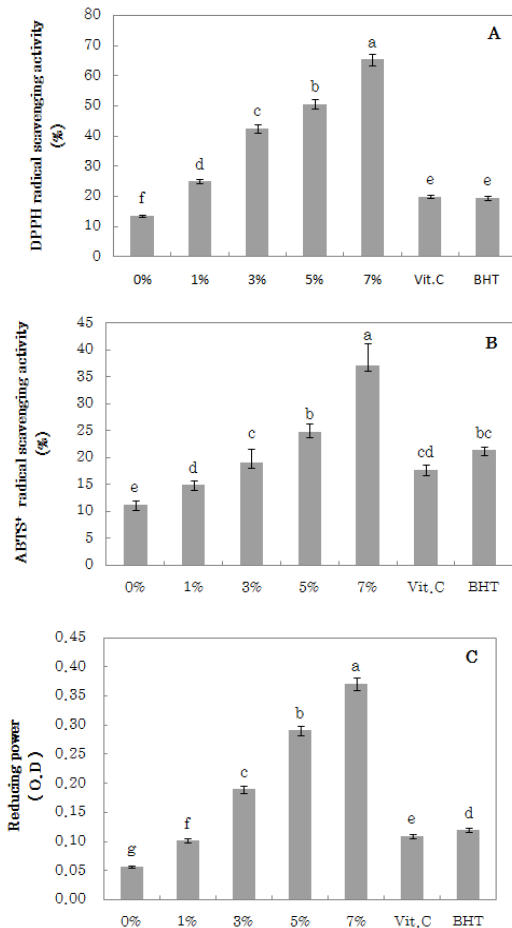 A
DPPH radical scavenging activity
(%)
80
70
60
50
40
30
20
10
0
f
d
c
b
a
e
e
0% 1% 3% 5% 7% Vit.C BHT
B
ABTS⁺ radical scavenging activity
(%)
45
40
35
30
25
20
15
10
5
0
e
d
c
b
a
cd
bc
0% 1% 3% 5% 7% Vit.C BHT
C
Reducing power
(O.D)
0.45
0.40
0.35
0.30
0.25
0.20
0.15
0.10
0.05
0.00
g
f
c
b
a
e
d
0% 1% 3% 5% 7% Vit.C BHT